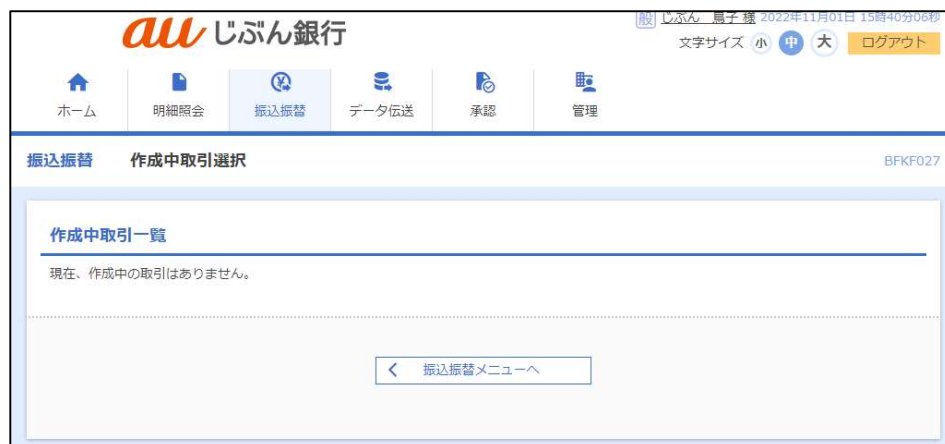 au じぶん銀行
般 じぶん 鳥子 様 2022年11月01日 15時40分06秒
文字サイズ 小 中 大 ログアウト
ホーム 明細照会 振込振替 データ伝送 承認 管理
振込振替 作成中取引選択 BFKF027
作成中取引一覧
現在、作成中の取引はありません。
振込振替メニューへ